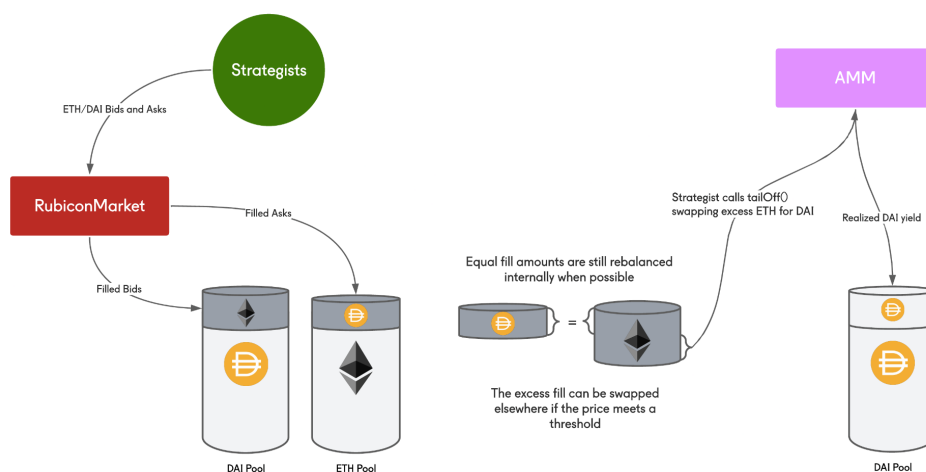 Strategists
ETH/DAI Bids and Asks
RubiconMarket
Filled Asks
Filled Bids
DAI Pool
ETH Pool
Equal fill amounts are still rebalanced
internally when possible
=
The excess fill can be swapped
elsewhere if the price meets a
threshold
AMM
Strategist calls tailOff()
swapping excess ETH for DAI
Realized DAI yield
DAI Pool